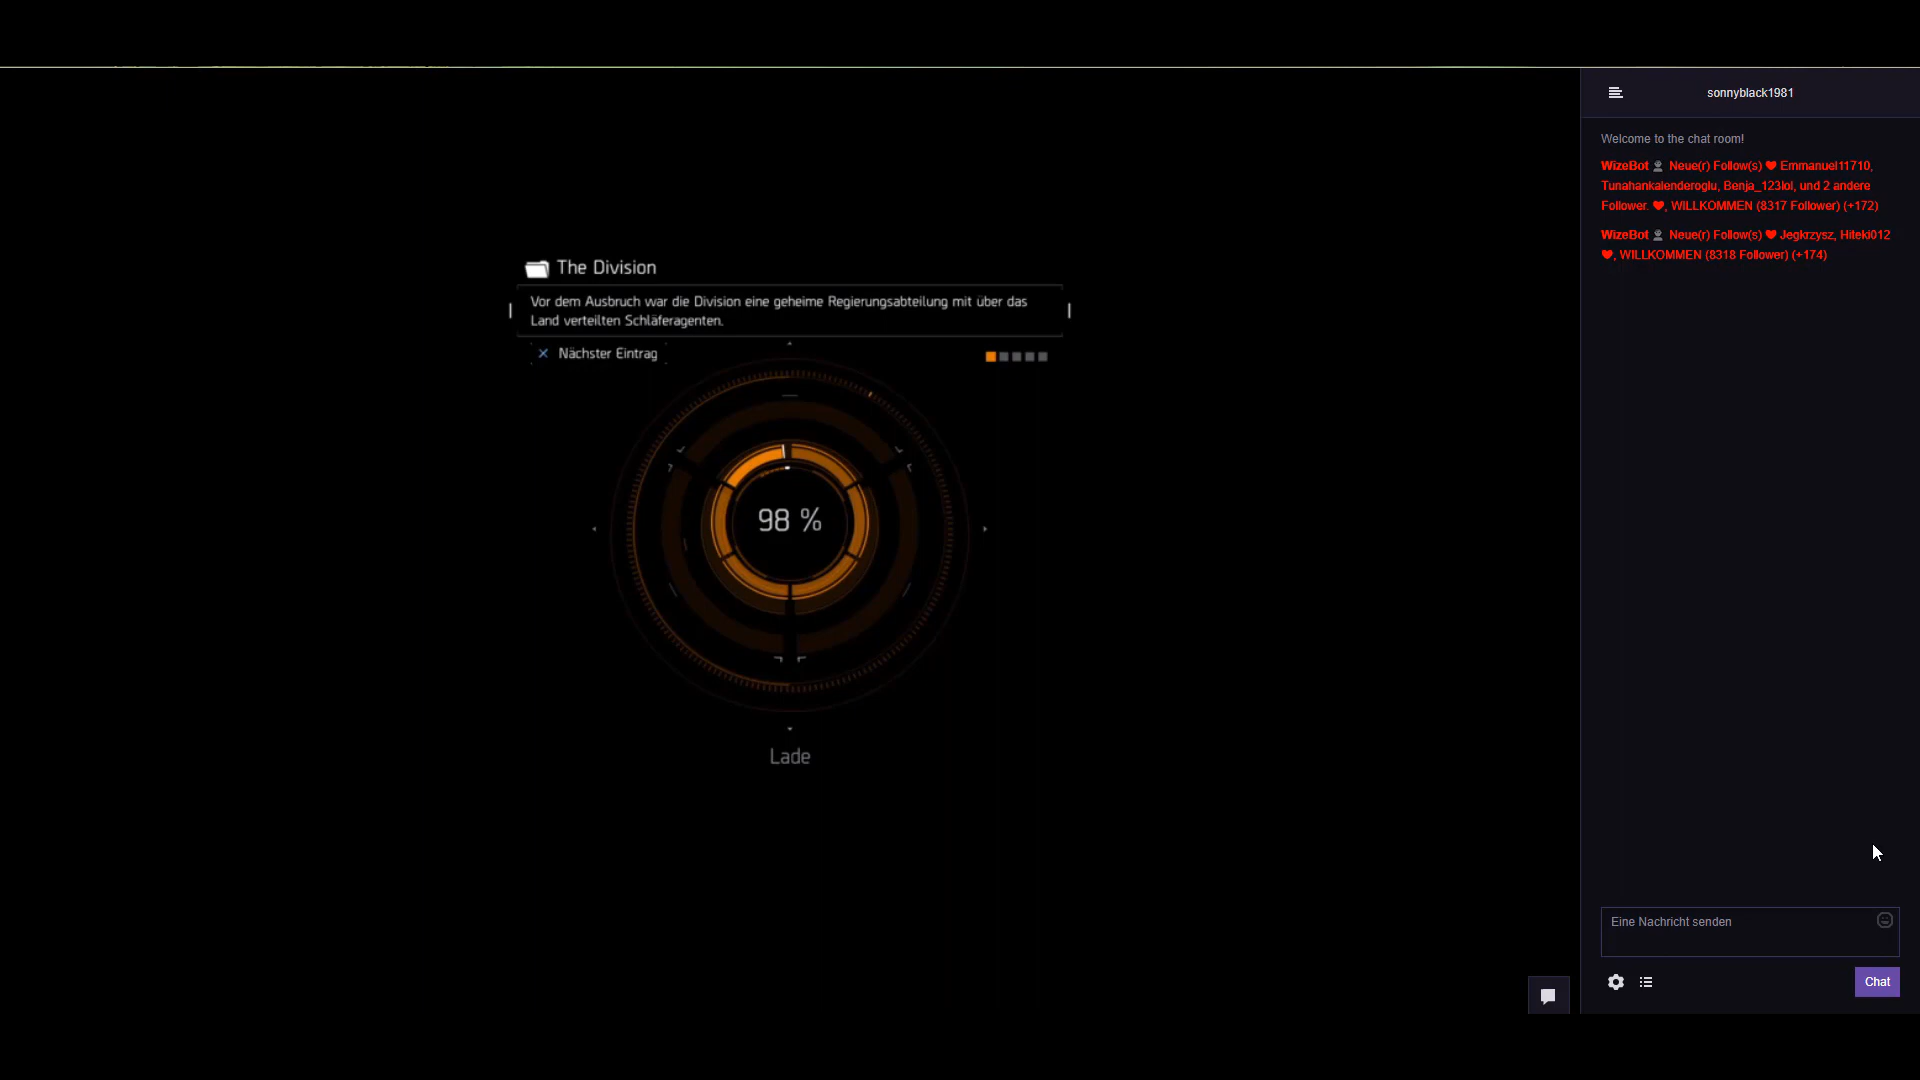 The Division
Vor dem Ausbruch war die Division eine geheime Regierungsabteilung mit über das
Land verteilten Schläferagenten.
Nächster Eintrag
98 %
Lade
sonnyblack1981
Welcome to the chat room!
WizeBot Neue(r) Follow(s) ♥ Emmanuel11710,
Tunahankalenderoglu, Benja_123lol, und 2 andere
Follower. ♥, WILLKOMMEN (8317 Follower) (+172)
WizeBot Neue(r) Follow(s) ♥ Jegkrzysz, Hiteki012
♥, WILLKOMMEN (8318 Follower) (+174)
Eine Nachricht senden
Chat